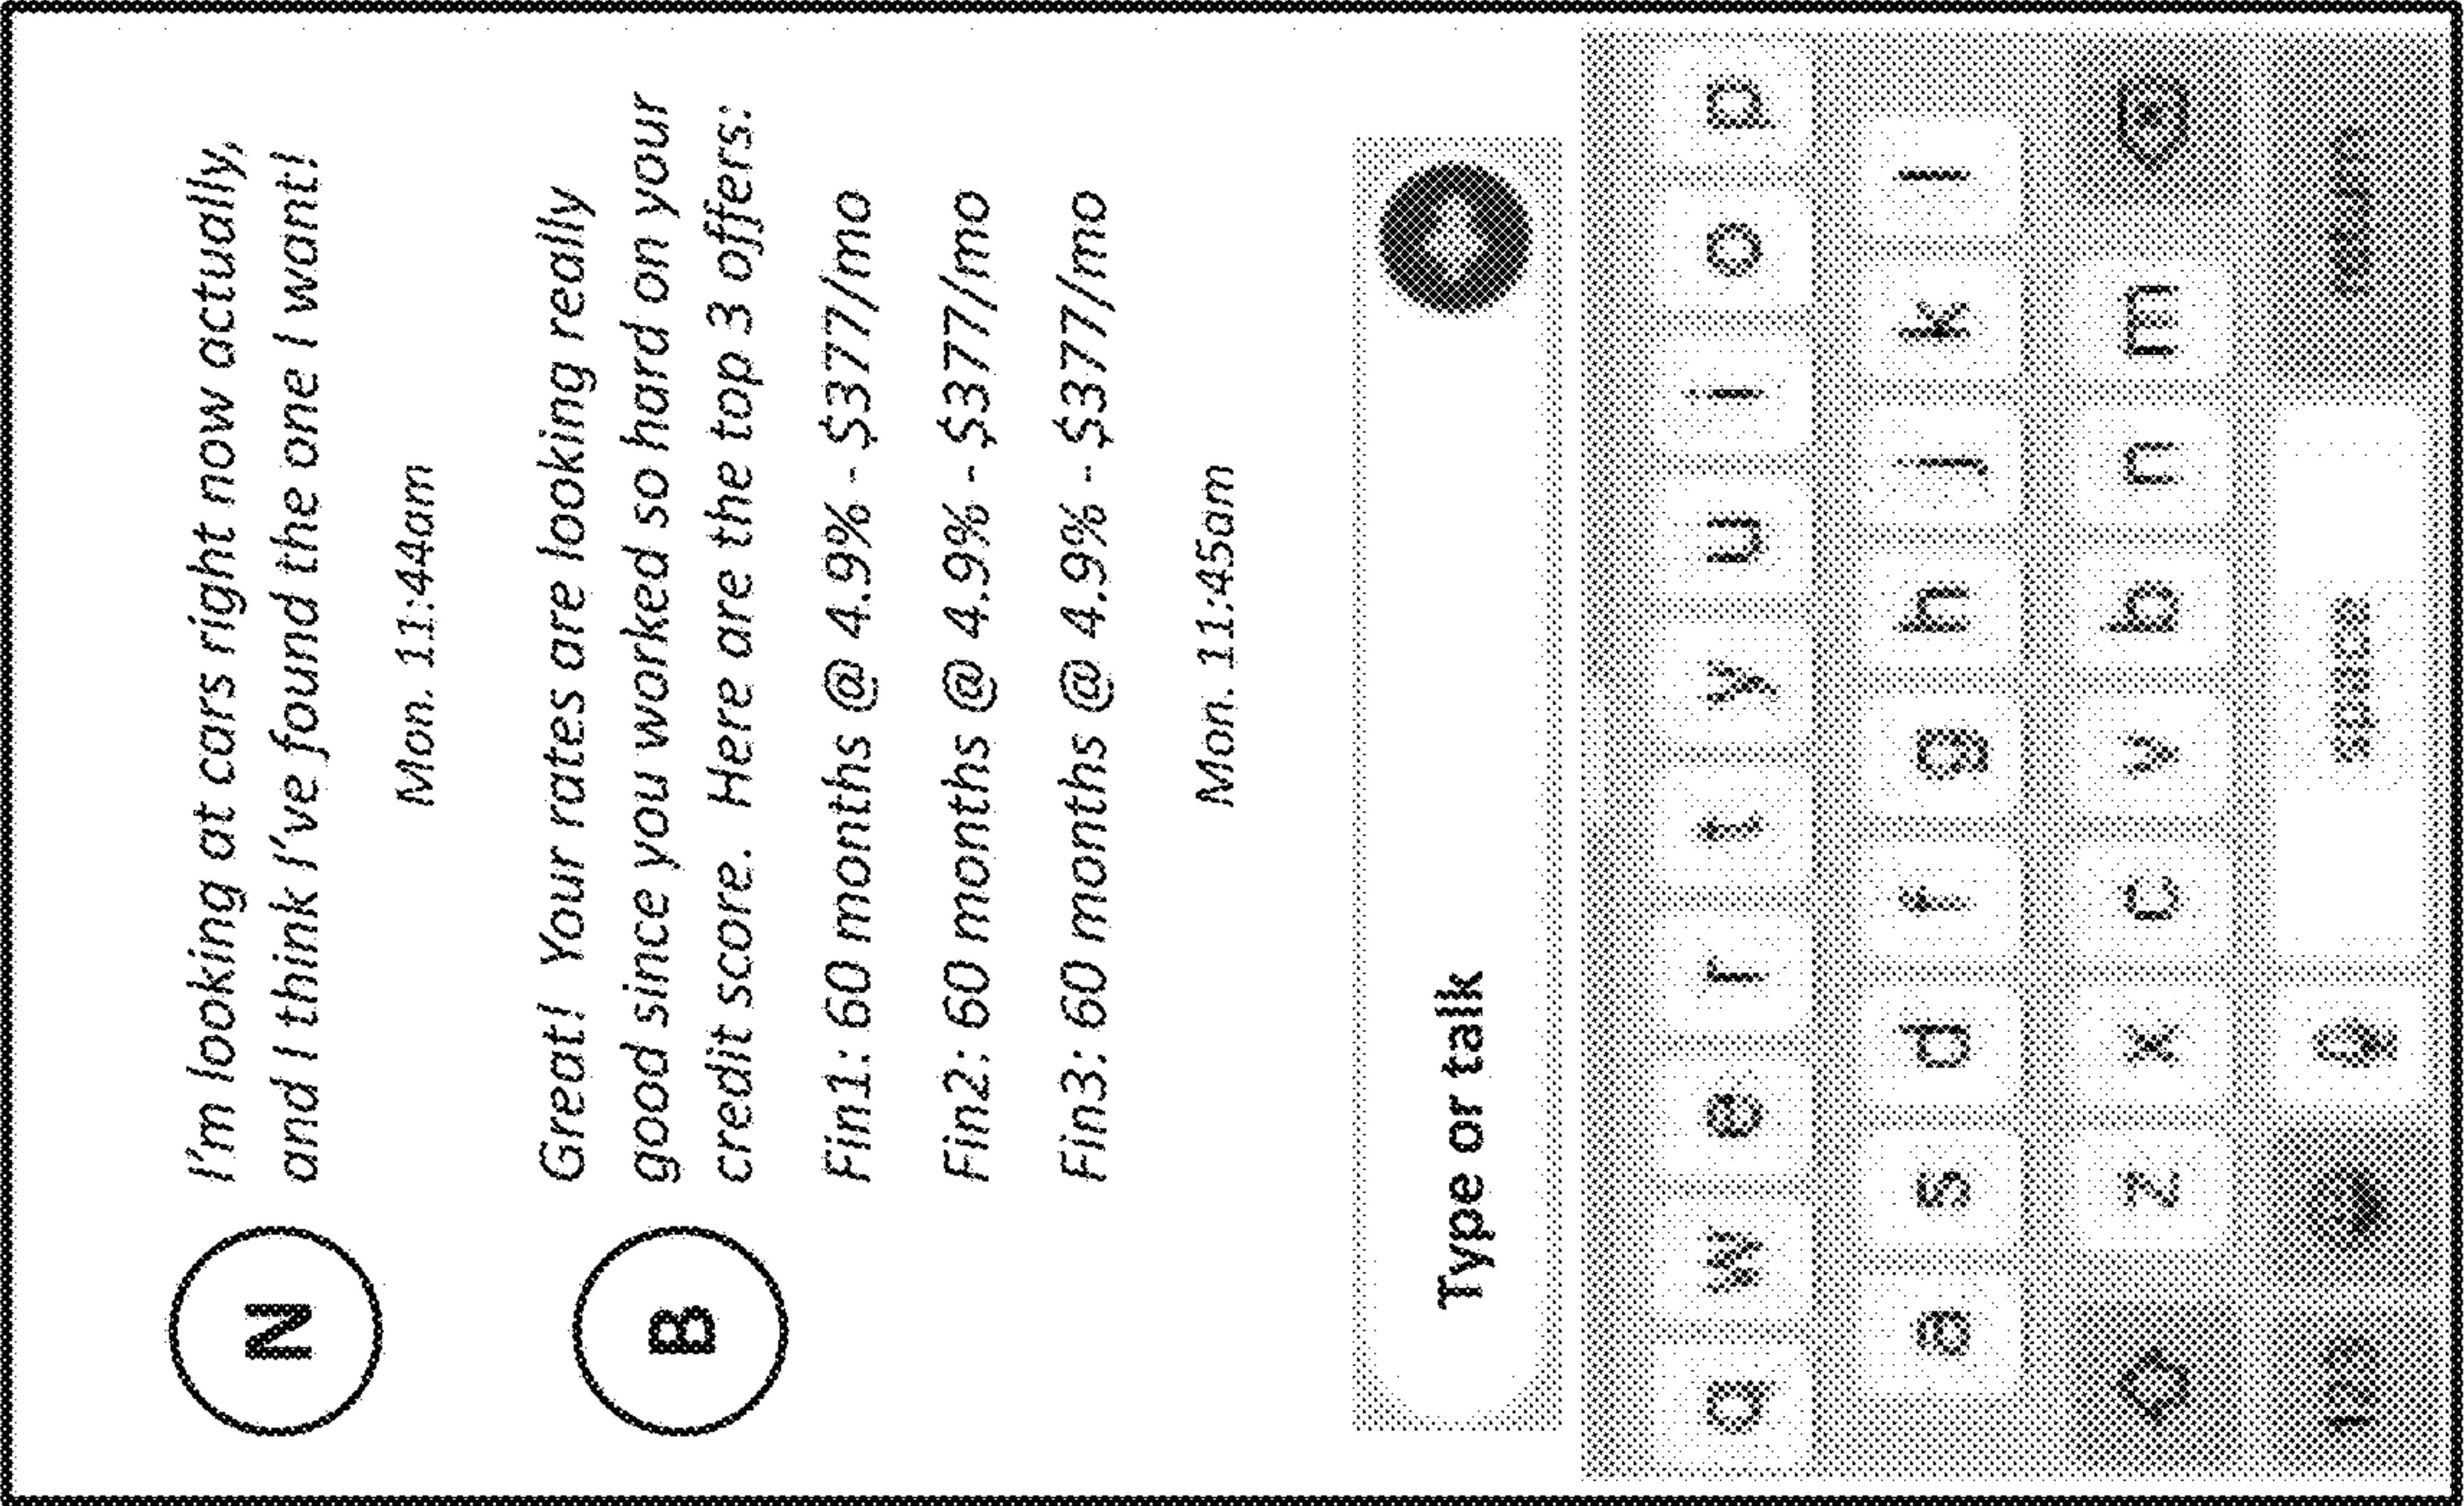 N
I'm looking at cars right now actually,
and I think I've found the one I want!
Mon. 11:44am
B
Great! Your rates are looking really
good since you worked so hard on your
credit score. Here are the top 3 offers:
Fin1: 60 months @ 4.9% - $377/mo
Fin2: 60 months @ 4.9% - $377/mo
Fin3: 60 months @ 4.9% - $377/mo
Mon. 11:45am
Type or talk
q w e r t y u i o p
a s d f g h j k l
z x c v b n m
123 space return